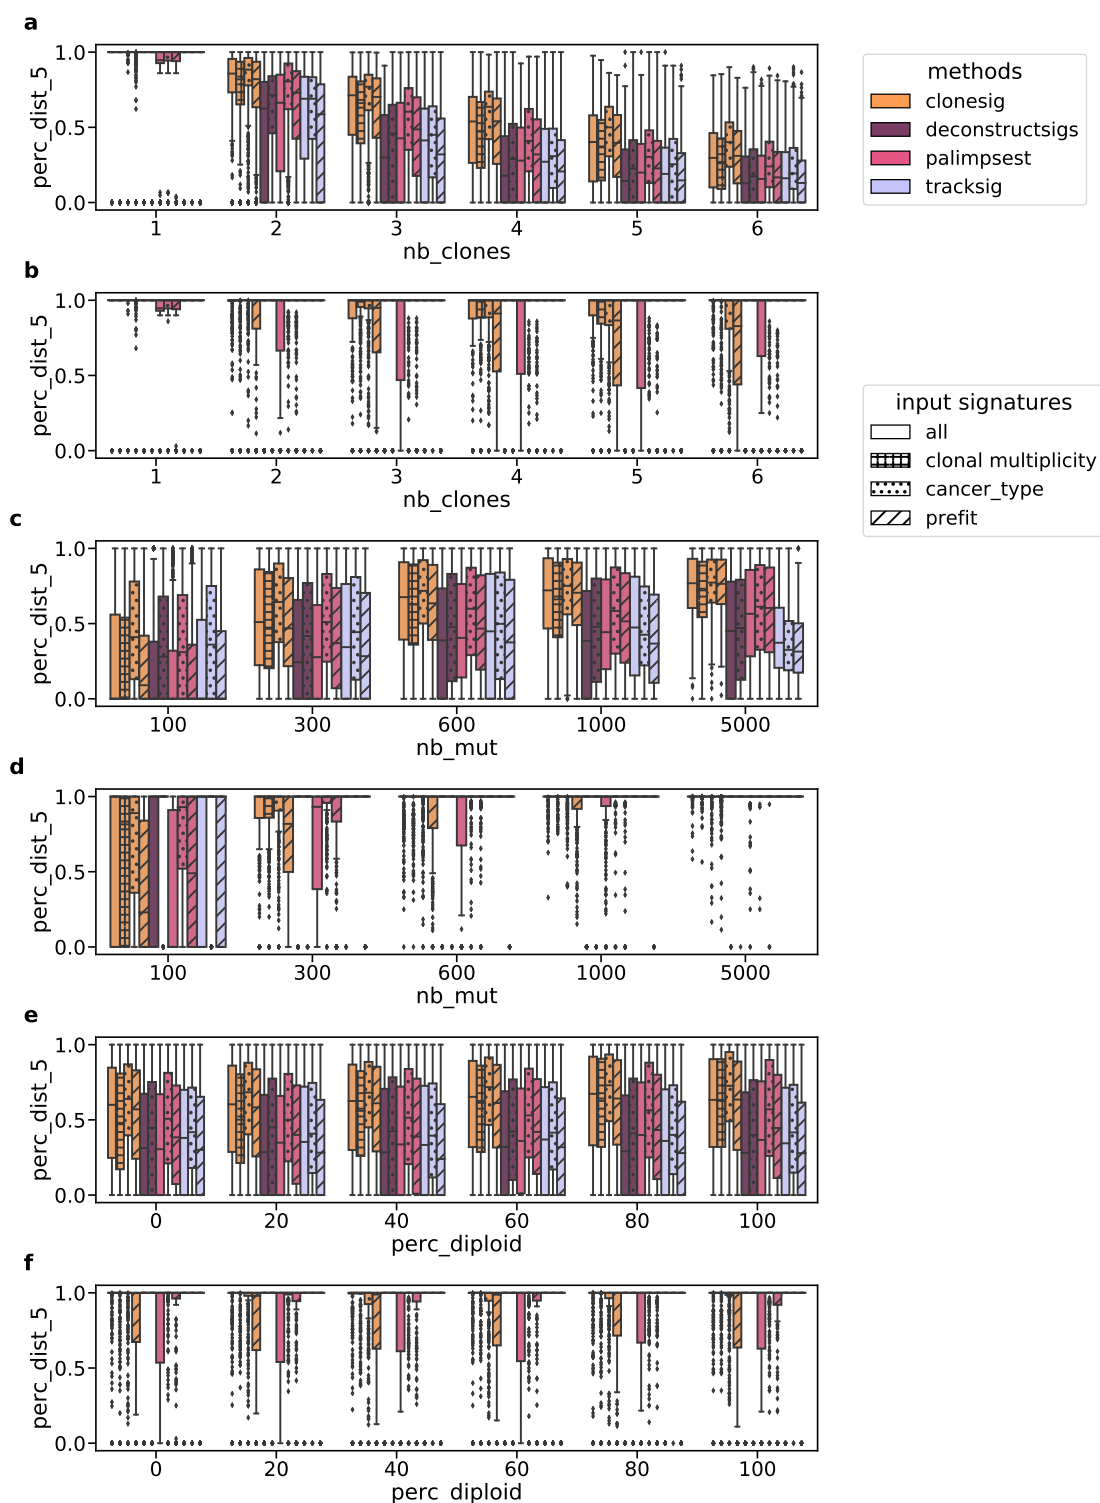 a
1.0
0.5
0.0
perc_dist_5
1 2 3 4 5 6
nb_clones
methods
clonesig
deconstructsigs
palimpsest
tracksig
b
1.0
0.5
0.0
perc_dist_5
1 2 3 4 5 6
nb_clones
input signatures
all
clonal multiplicity
cancer_type
prefit
c
1.0
0.5
0.0
perc_dist_5
100 300 600 1000 5000
nb_mut
d
1.0
0.5
0.0
perc_dist_5
100 300 600 1000 5000
nb_mut
e
1.0
0.5
0.0
perc_dist_5
0 20 40 60 80 100
perc_diploid
f
1.0
0.5
0.0
perc_dist_5
0 20 40 60 80 100
perc_diploid